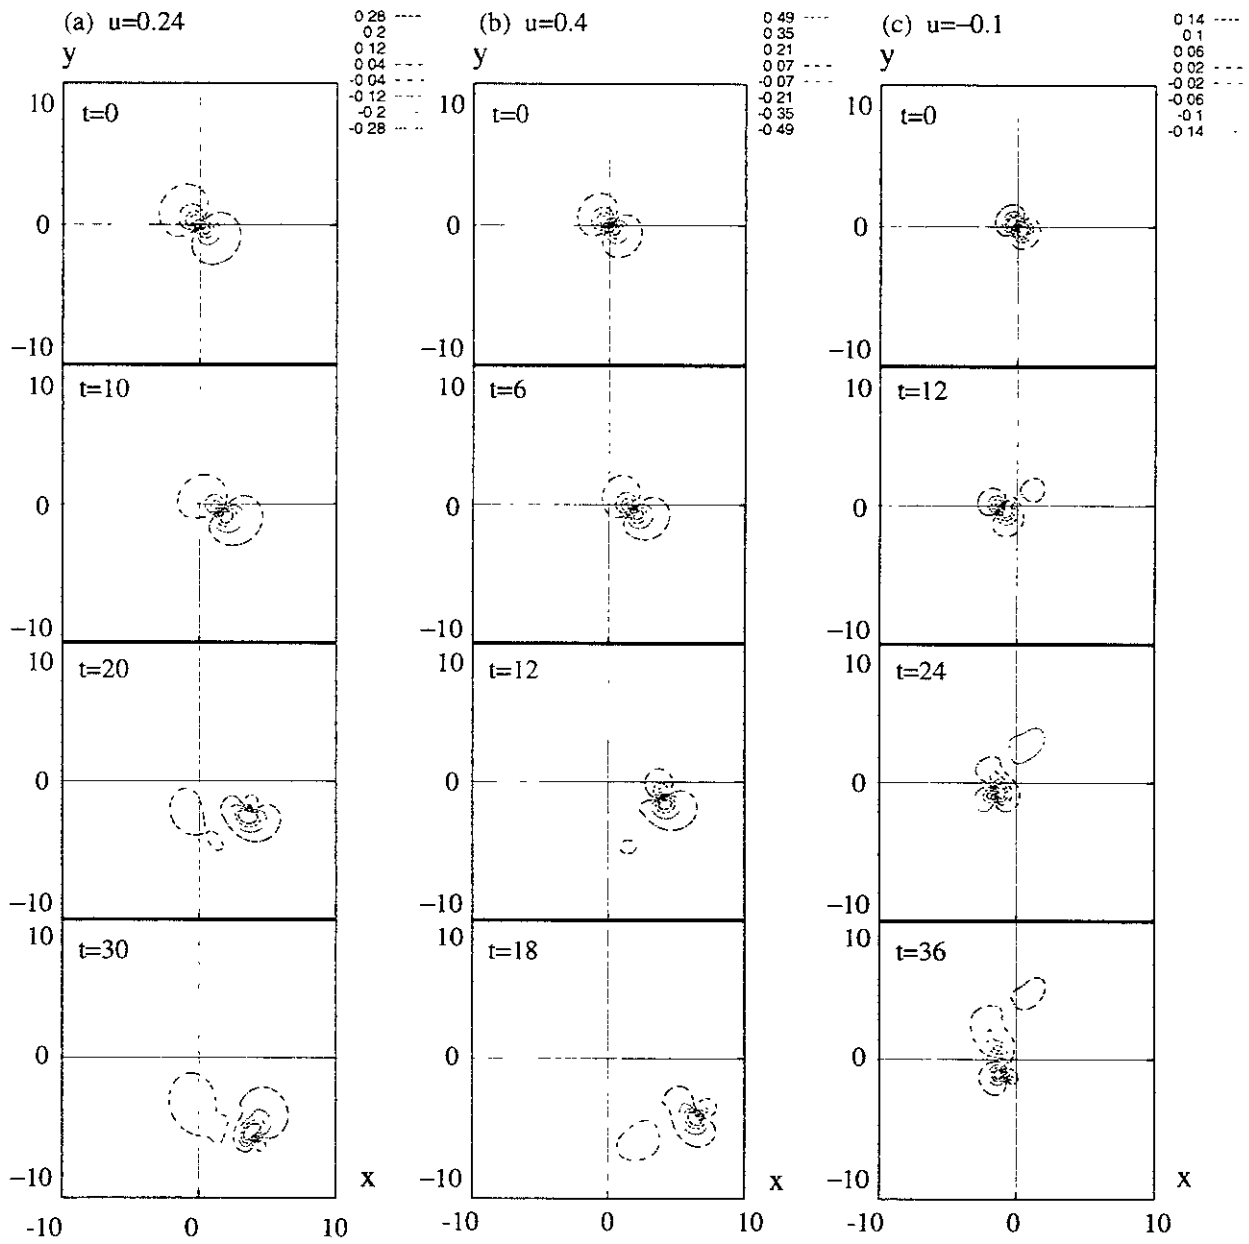 (a) u=0.24
0 28
0 2
0 12
0 04
-0 04
-0 12
-0 2
-0 28
y
10
t=0
0
-10
10
t=10
0
-10
10
t=20
0
-10
10
t=30
0
-10
x
-10 0 10
(b) u=0.4
0 49
0 35
0 21
0 07
-0 07
-0 21
-0 35
-0 49
y
10
t=0
0
-10
10
t=6
0
-10
10
t=12
0
-10
10
t=18
0
-10
x
-10 0 10
(c) u=-0.1
0 14
0 1
0 06
0 02
-0 02
-0 06
-0 1
-0 14
y
10
t=0
0
-10
10
t=12
0
-10
10
t=24
0
-10
10
t=36
0
-10
x
-10 0 10